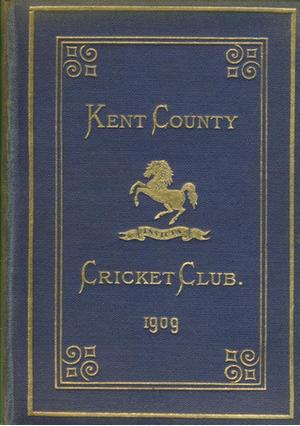 KENT COUNTY
INVICTA
CRICKET CLUB.
1909